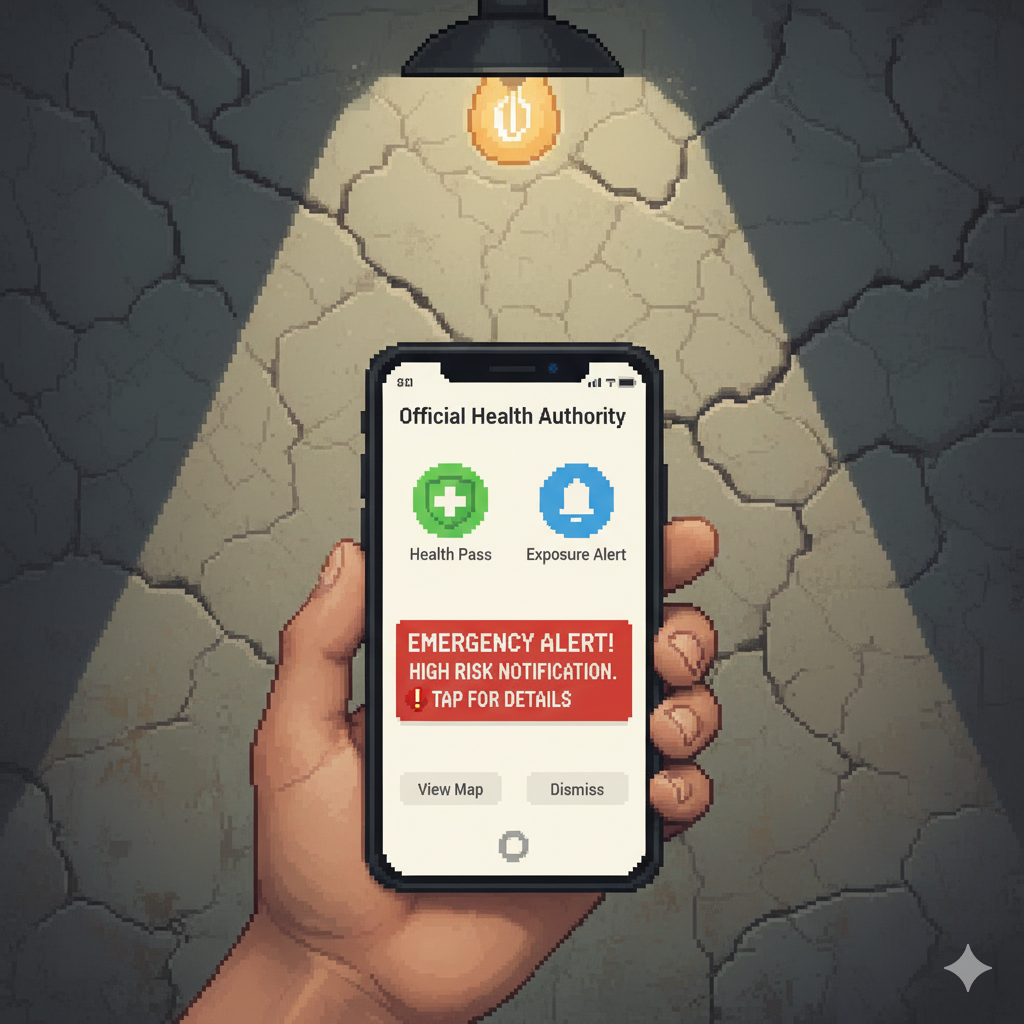 Official Health Authority
Health Pass
Exposure Alert
EMERGENCY ALERT!
HIGH RISK NOTIFICATION.
! TAP FOR DETAILS
View Map
Dismiss